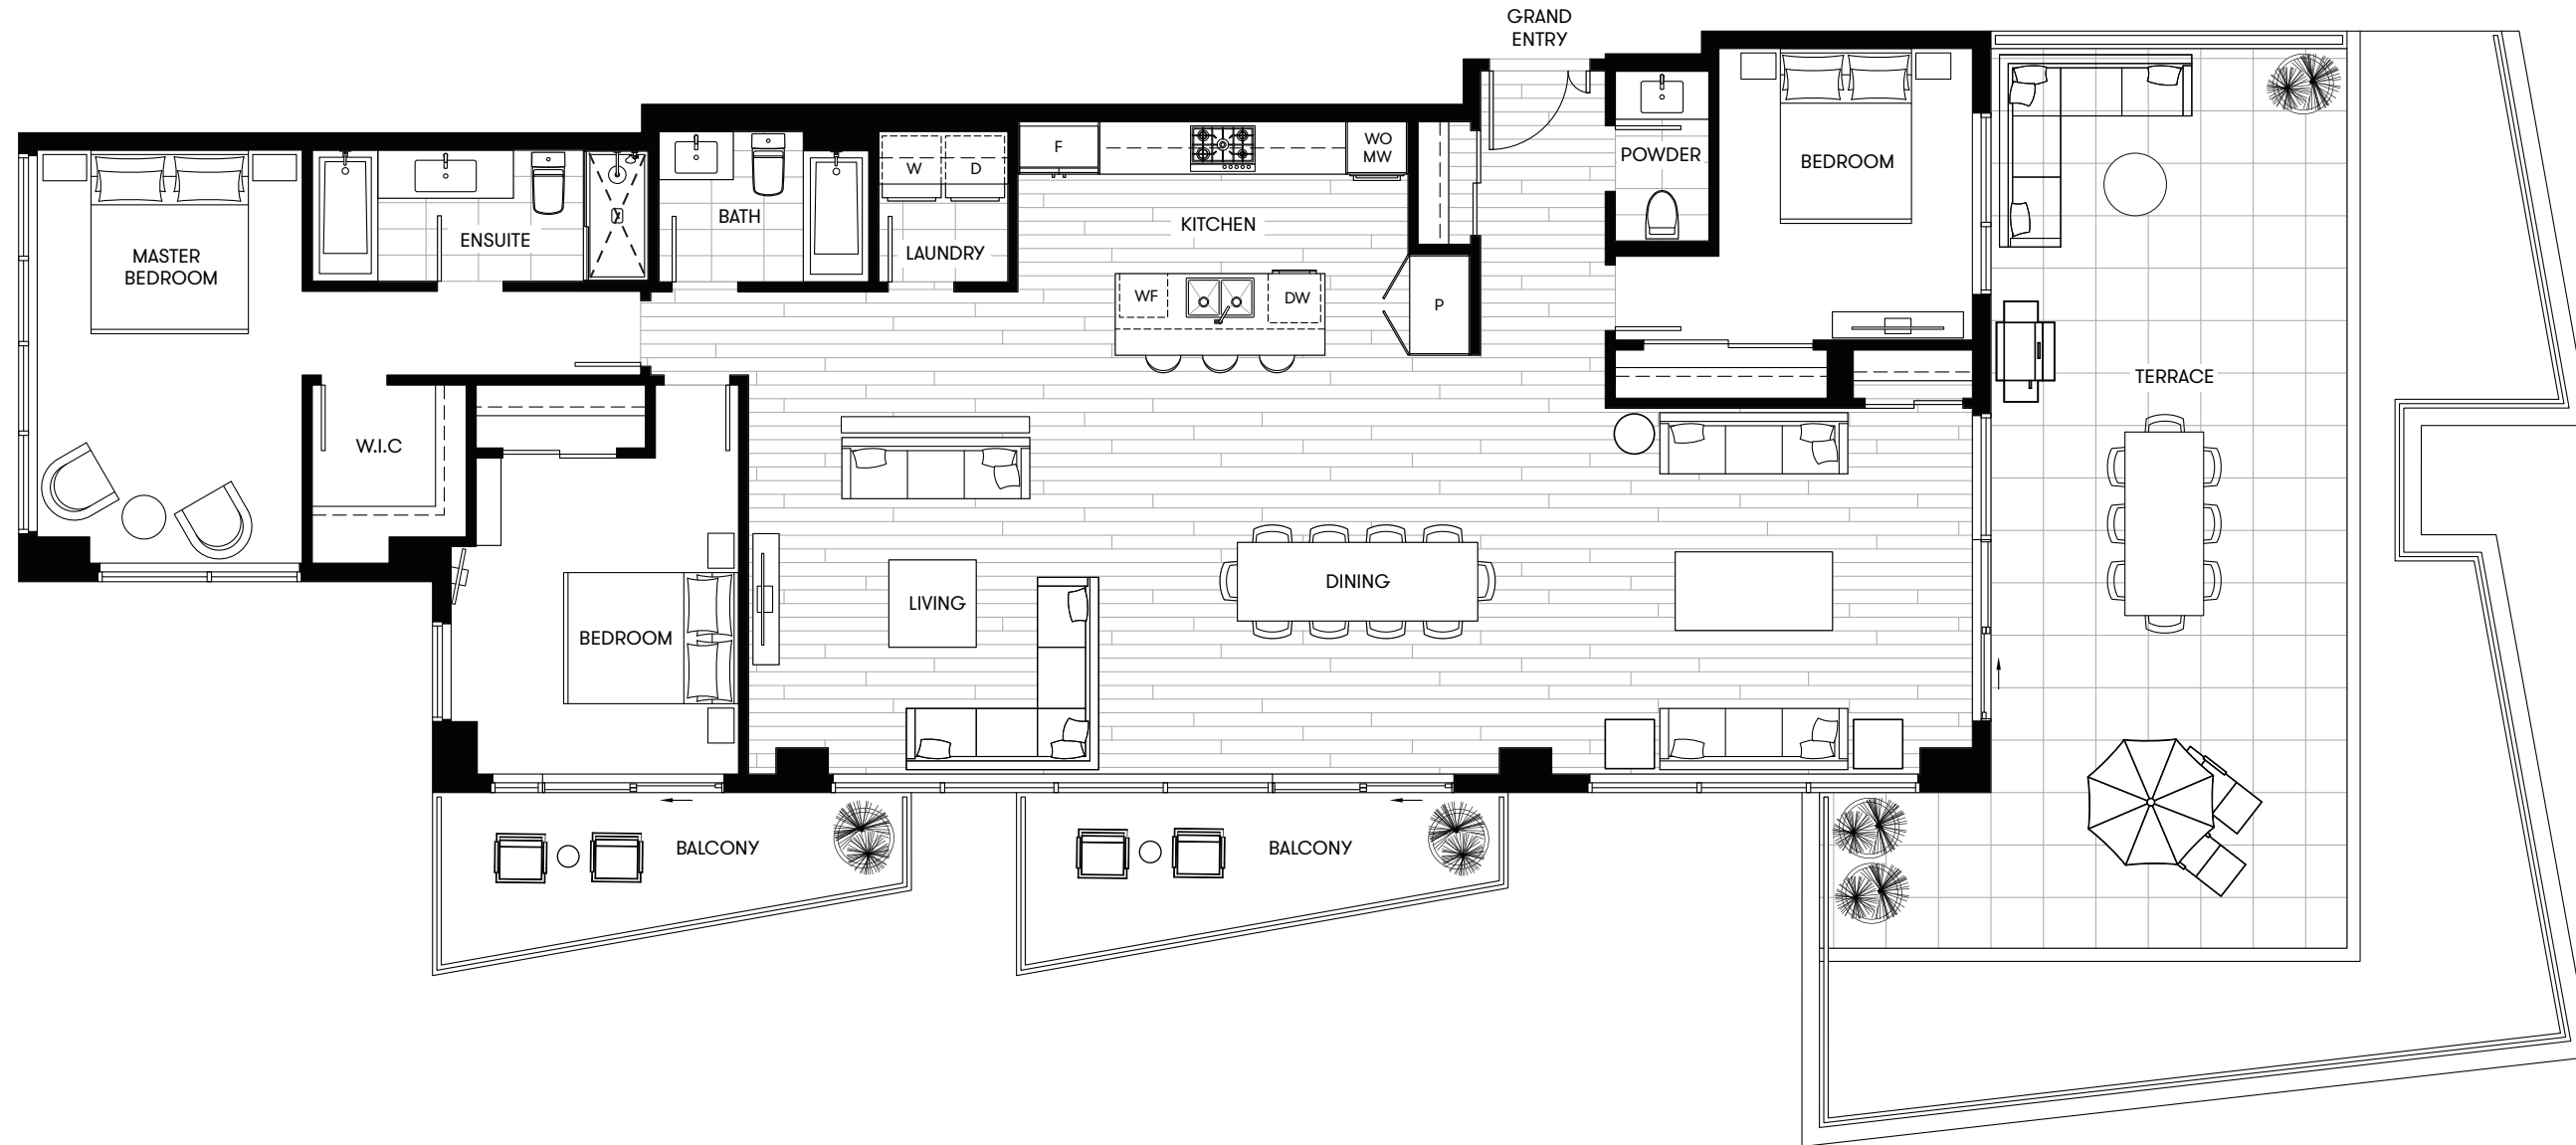 GRAND
ENTRY
F
WO
MW
POWDER
BEDROOM
W
D
BATH
KITCHEN
ENSUITE
LAUNDRY
MASTER
BEDROOM
WF
DW
P
TERRACE
W.I.C
DINING
LIVING
BEDROOM
BALCONY
BALCONY